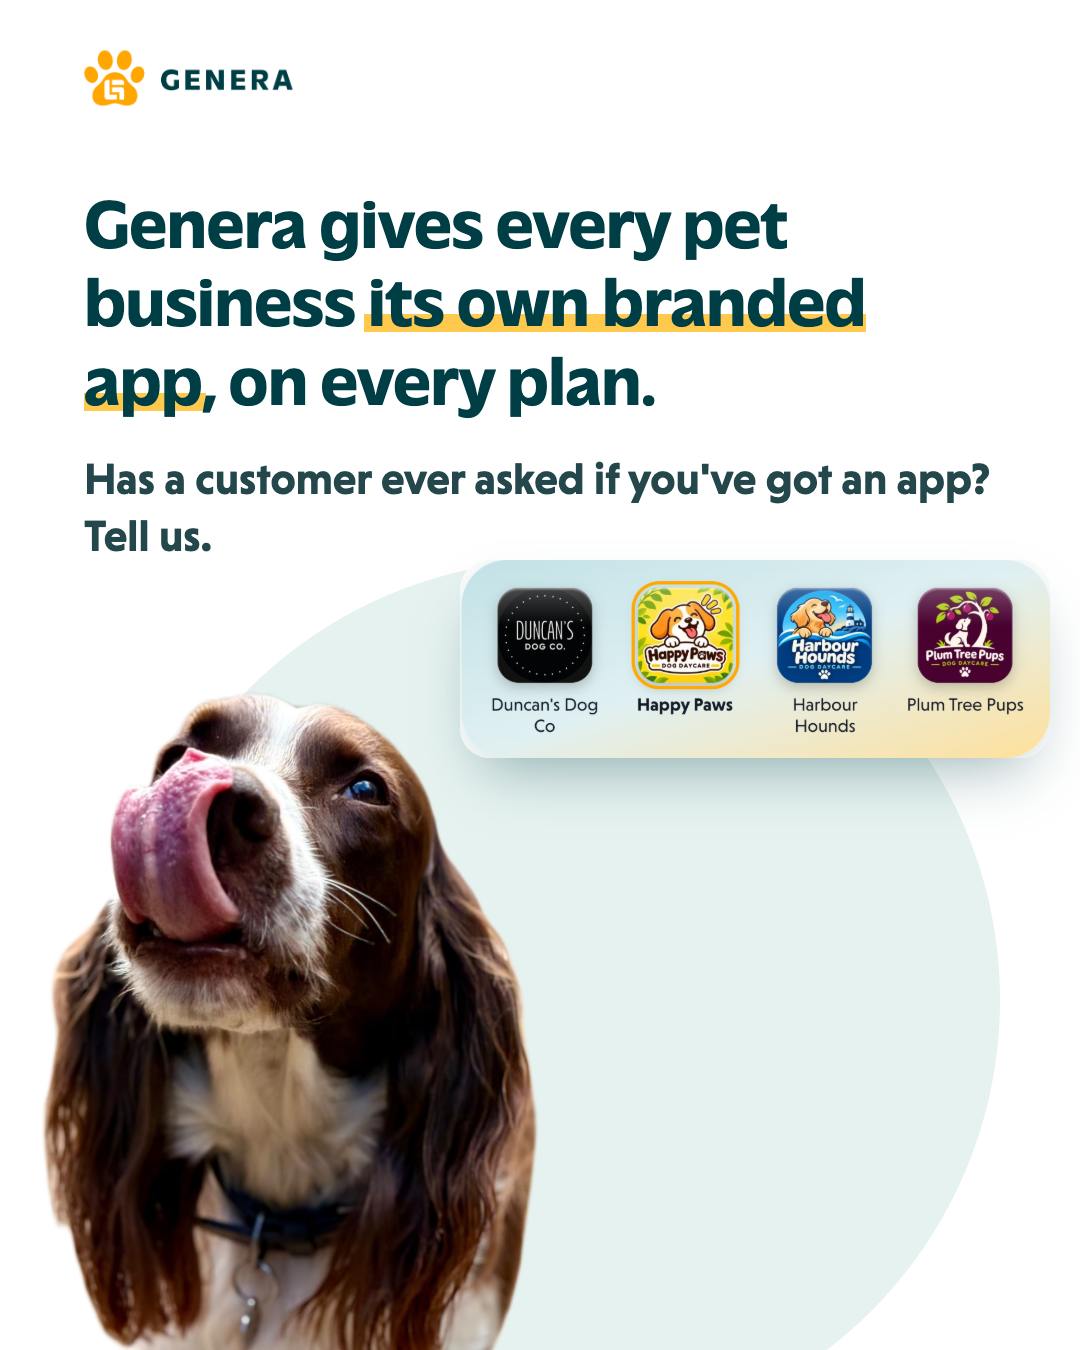 GENERA
Genera gives every pet
business its own branded
app, on every plan.
Has a customer ever asked if you've got an app?
Tell us.
DUNCAN'S
DOG CO.
Happy Paws
DOG DAYCARE
Harbour
Hounds
DOG DAYCARE
Plum Tree Pups
DOG DAYCARE
Duncan's Dog
Co
Happy Paws
Harbour
Hounds
Plum Tree Pups